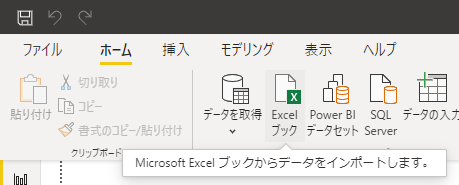 ファイル ホーム 挿入 モデリング 表示 ヘルプ
貼り付け
切り取り
コピー
書式のコピー/貼り付け
クリップボード
データを取得
Excel
ブック
Power BI
データセット
SQL
Server
データの入力
Microsoft Excel ブックからデータをインポートします。